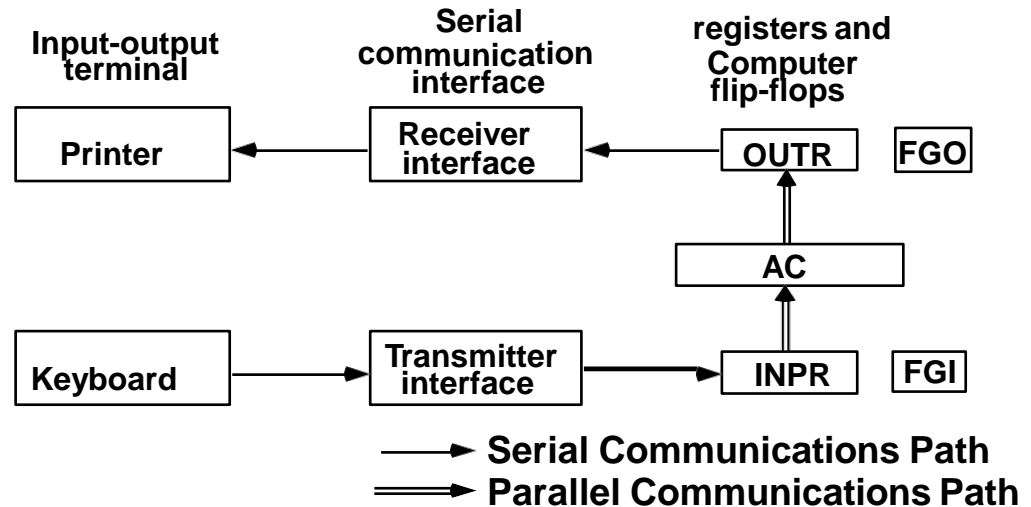 Input-output
terminal
Serial
communication
interface
registers and
Computer
flip-flops
Printer
Receiver
interface
OUTR
FGO
AC
Keyboard
Transmitter
interface
INPR
FGI
Serial Communications Path
Parallel Communications Path